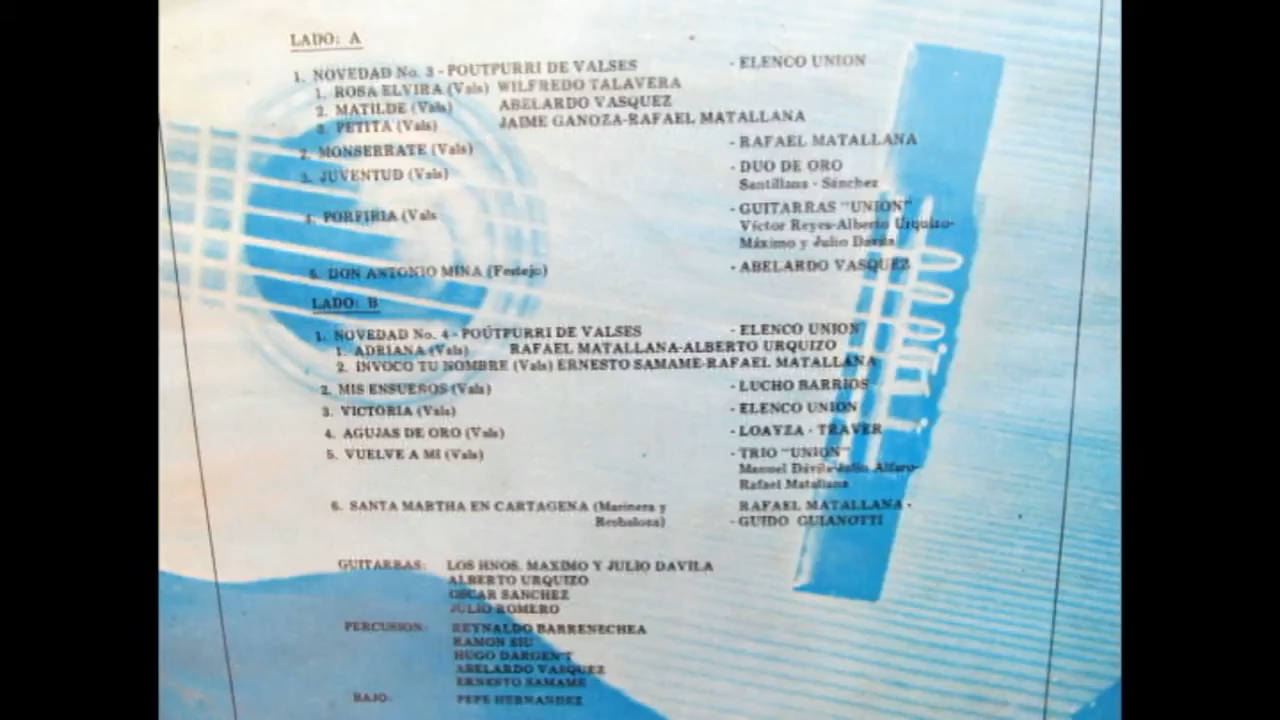 LADO: A
1. NOVEDAD No. 3 - POUTPURRI DE VALSES - ELENCO UNION
1. ROSA ELVIRA (Vals) WILFREDO TALAVERA
2. MATILDE (Vals) ABELARDO VASQUEZ
3. PETITA (Vals) JAIME GANOZA-RAFAEL MATALLANA
2. MONSERRATE (Vals) - RAFAEL MATALLANA
3. JUVENTUD (Vals) - DUO DE ORO
Santillana - Sánchez
4. PORFIRIA (Vals - GUITARRAS "UNION"
Víctor Reyes-Alberto Urquizo-
Máximo y Julio Davila
5. DON ANTONIO MINA (Festejo) - ABELARDO VASQUEZ
LADO: B
1. NOVEDAD No. 4 - POÚTPURRI DE VALSES - ELENCO UNION
1. ADRIANA (Vals) RAFAEL MATALLANA-ALBERTO URQUIZO
2. INVOCO TU NOMBRE (Vals) ERNESTO SAMAME-RAFAEL MATALLANA
2. MIS ENSUEÑOS (Vals) - LUCHO BARRIOS
3. VICTORIA (Vals) - ELENCO UNION
4. AGUJAS DE ORO (Vals) - LOAYZA - TRAVER
5. VUELVE A MI (Vals) - TRIO "UNION"
Manuel Dávila-Julio Alfaro-
Rafael Matallana
6. SANTA MARTHA EN CARTAGENA (Marinera y RAFAEL MATALLANA -
Resbalosa) - GUIDO GUIANOTTI
GUITARRAS: LOS HNOS. MAXIMO Y JULIO DAVILA
ALBERTO URQUIZO
OSCAR SANCHEZ
JULIO ROMERO
PERCUSION: REYNALDO BARRENECHEA
RAMON SIU
HUGO DARGENT
ABELARDO VASQUEZ
ERNESTO SAMAME
BAJO: PEPE HERNANDEZ